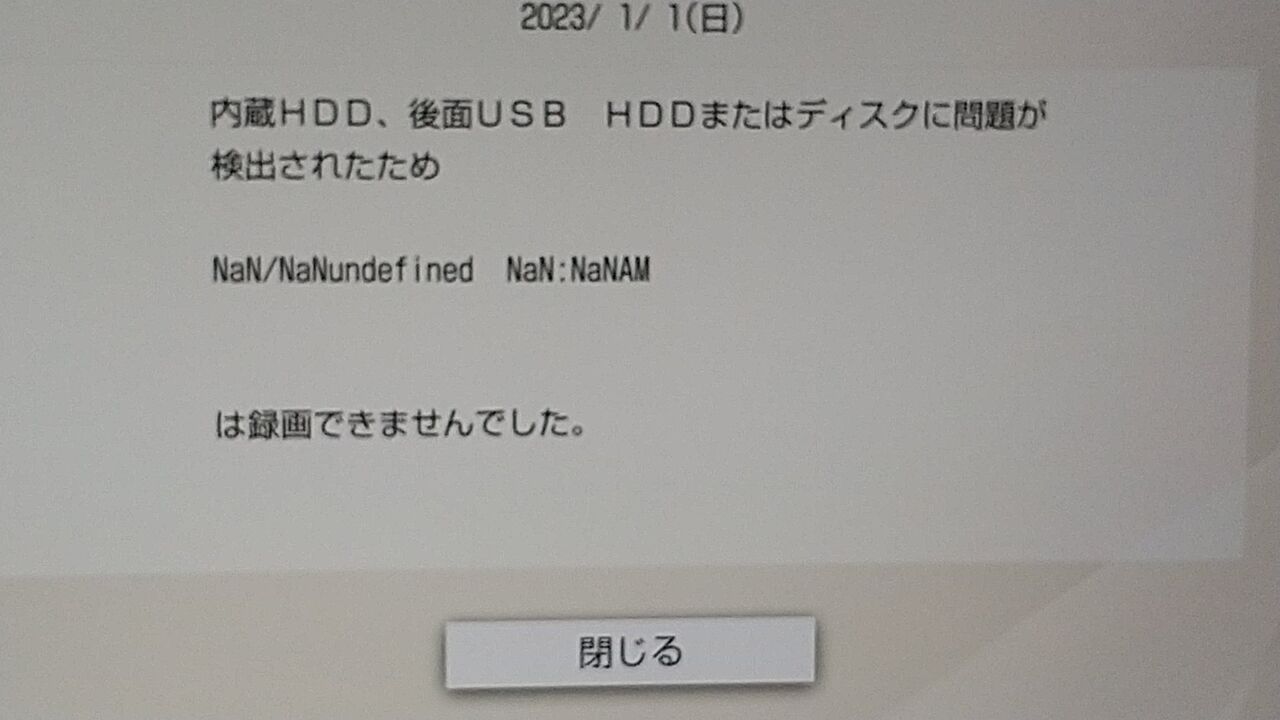 2023/ 1/ 1(日)
内蔵ＨＤＤ、後面ＵＳＢ　ＨＤＤまたはディスクに問題が
検出されたため
NaN/NaNundefined  NaN:NaNAM
は録画できませんでした。
閉じる